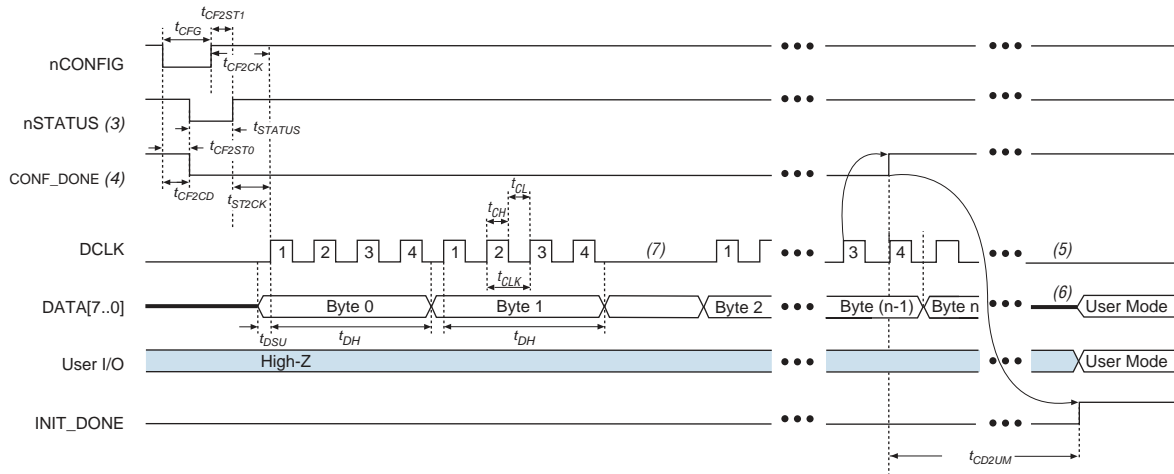 tCF2ST1
tCFG
nCONFIG
tCF2CK
nSTATUS (3)
tSTATUS
tCF2ST0
CONF_DONE (4)
tCF2CD
tST2CK
tCL
tCH
DCLK 1 2 3 4 1 2 3 4 (7) 1 3 4 (5)
tCLK
DATA[7..0] Byte 0 Byte 1 Byte 2 Byte (n-1) Byte n (6) User Mode
tDSU tDH tDH
User I/O High-Z User Mode
INIT_DONE
tCD2UM